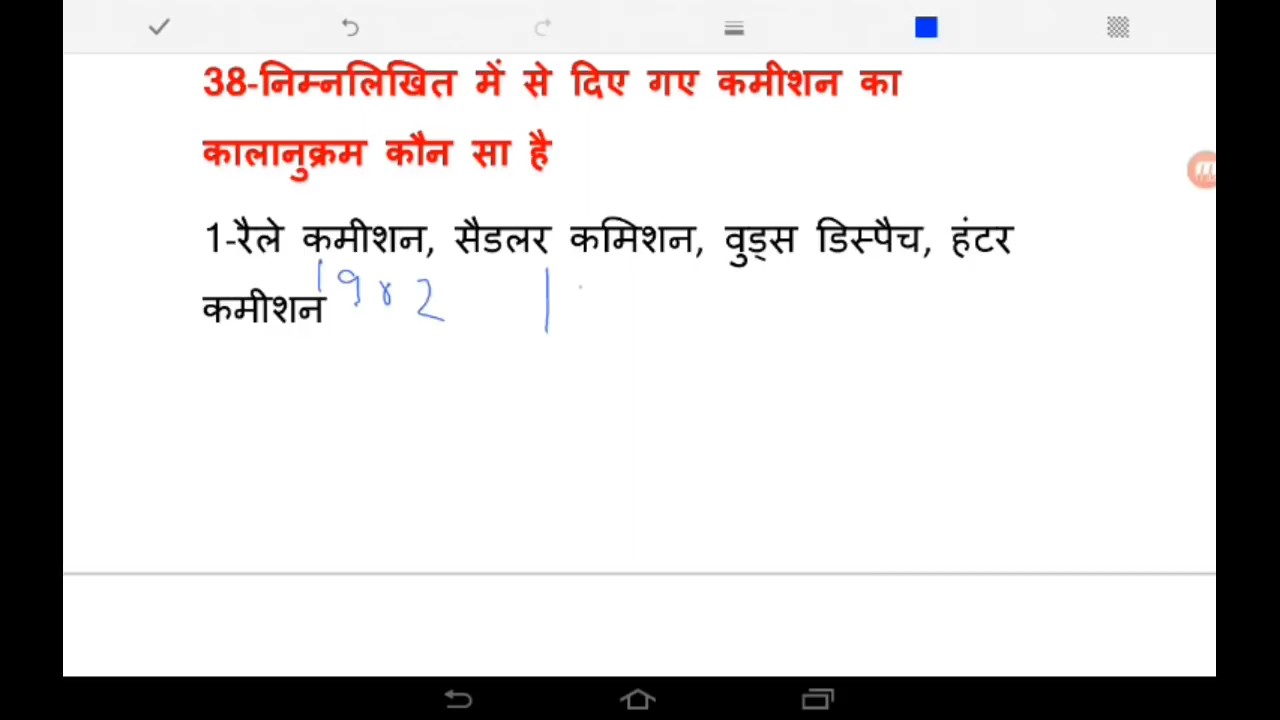 38-निम्नलिखित में से दिए गए कमीशन का
कालानुक्रम कौन सा है
1-रैले कमीशन, सैडलर कमिशन, वुड्स डिस्पैच, हंटर
कमीशन